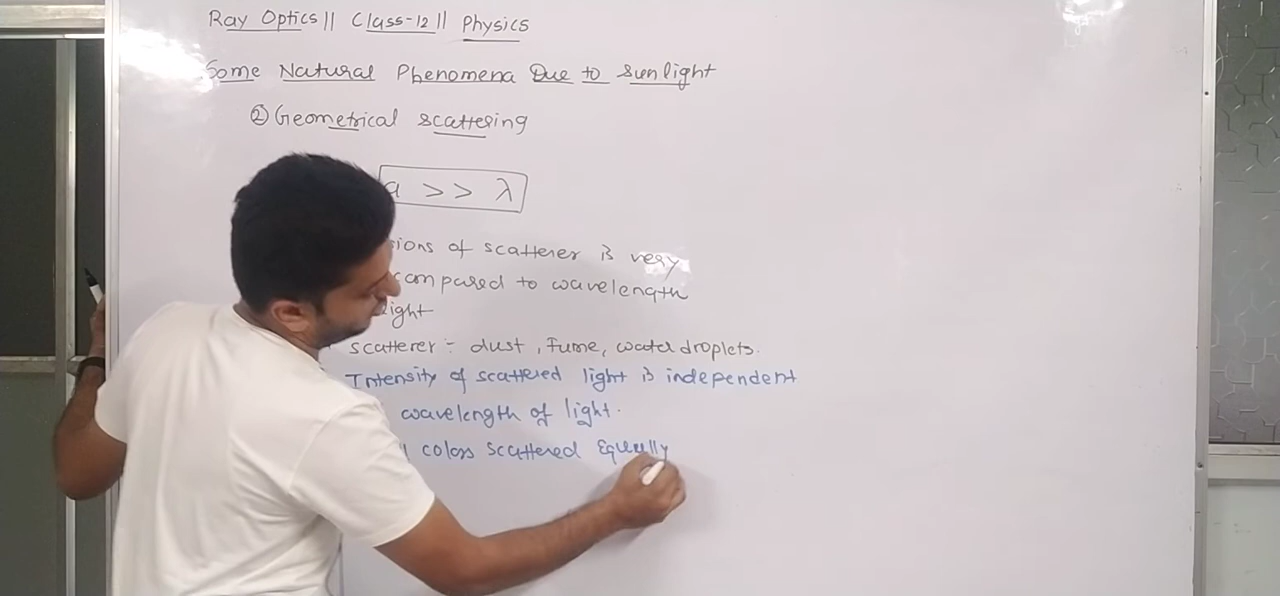 Ray Optics || Class-12 || Physics
Some Natural Phenomena Due to sunlight
② Geometrical scattering
a >> λ
sions of scatterer is very
compared to wavelength
light
scatterer :- dust, fume, water droplets.
Intensity of scattered light is independent
wavelength of light.
colors scattered Equally